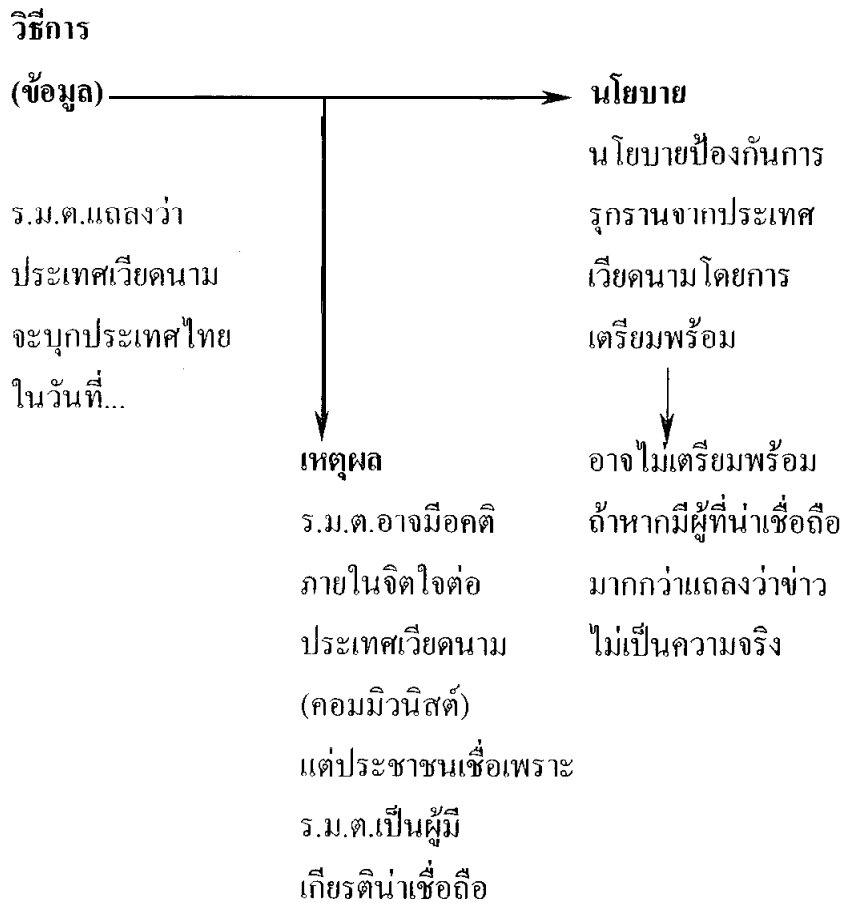 วิธีการ
(ข้อมูล)
ร.ม.ต.แถลงว่า
ประเทศเวียดนาม
จะบุกประเทศไทย
ในวันที่...
นโยบาย
นโยบายป้องกันการ
รุกรานจากประเทศ
เวียดนามโดยการ
เตรียมพร้อม
เหตุผล
ร.ม.ต.อาจมีอคติ
ภายในจิตใจต่อ
ประเทศเวียดนาม
(คอมมิวนิสต์)
แต่ประชาชนเชื่อเพราะ
ร.ม.ต.เป็นผู้มี
เกียรติน่าเชื่อถือ
อาจไม่เตรียมพร้อม
ถ้าหากมีผู้ที่น่าเชื่อถือ
มากกว่าแถลงว่าข่าว
ไม่เป็นความจริง